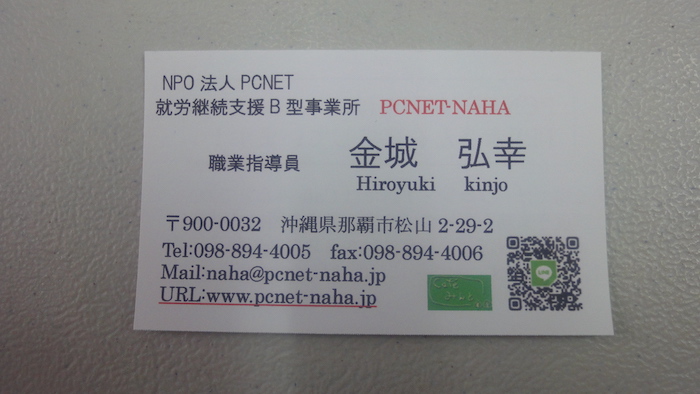 NPO 法人 PCNET
就労継続支援 B 型事業所 PCNET-NAHA
職業指導員 金城 弘幸
Hiroyuki kinjo
〒900-0032 沖縄県那覇市松山 2-29-2
Tel:098-894-4005 fax:098-894-4006
Mail:naha@pcnet-naha.jp
URL:www.pcnet-naha.jp
LINE